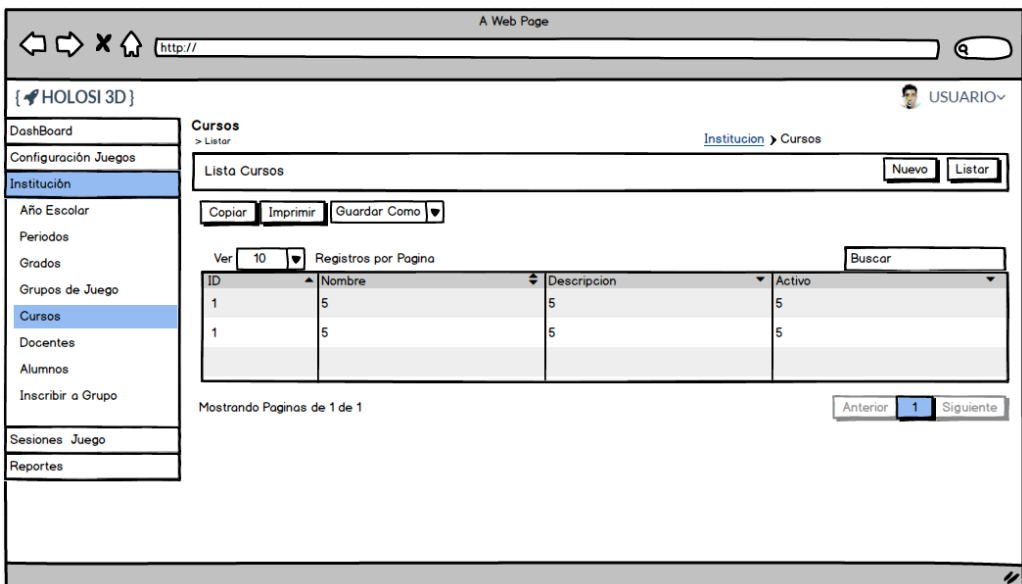 A Web Page
http://
{ HOLOSI 3D }
USUARIO
DashBoard
Configuración Juegos
Institución
Año Escolar
Periodos
Grados
Grupos de Juego
Cursos
Docentes
Alumnos
Inscribir a Grupo
Sesiones Juego
Reportes
Cursos
> Listar
Institucion > Cursos
Lista Cursos
Nuevo Listar
Copiar Imprimir Guardar Como
Ver 10 Registros por Pagina
Buscar
ID Nombre Descripcion Activo
1 5 5 5
1 5 5 5
Mostrando Paginas de 1 de 1
Anterior 1 Siguiente